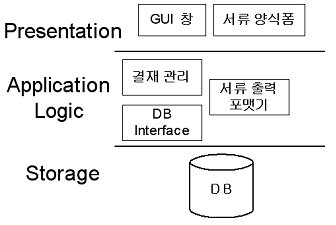 Presentation
GUI 창
서류 양식폼
Application
Logic
결재 관리
서류 출력
포맷기
DB
Interface
Storage
DB